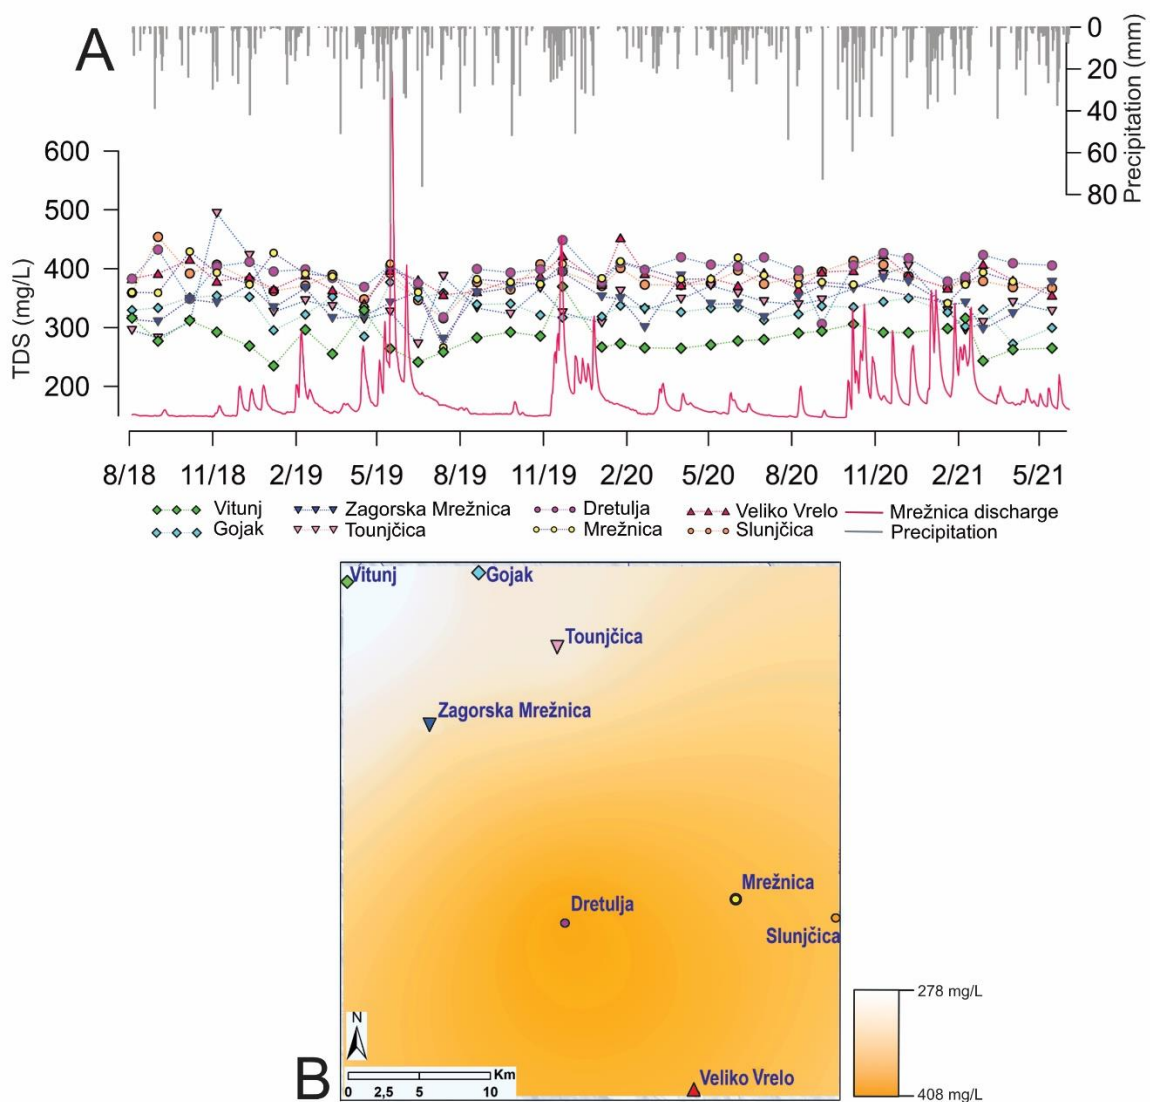 A
0
20
40
60
80
Precipitation (mm)
600
500
400
300
200
TDS (mg/L)
8/18 11/18 2/19 5/19 8/19 11/19 2/20 5/20 8/20 11/20 2/21 5/21
Vitunj Zagorska Mrežnica Dretulja Veliko Vrelo Mrežnica discharge
Gojak Tounjčica Mrežnica Slunjčica Precipitation
Vitunj Gojak
Tounjčica
Zagorska Mrežnica
Mrežnica
Dretulja
Slunjčica
278 mg/L
N
B
Km
0 2,5 5 10
Veliko Vrelo
408 mg/L